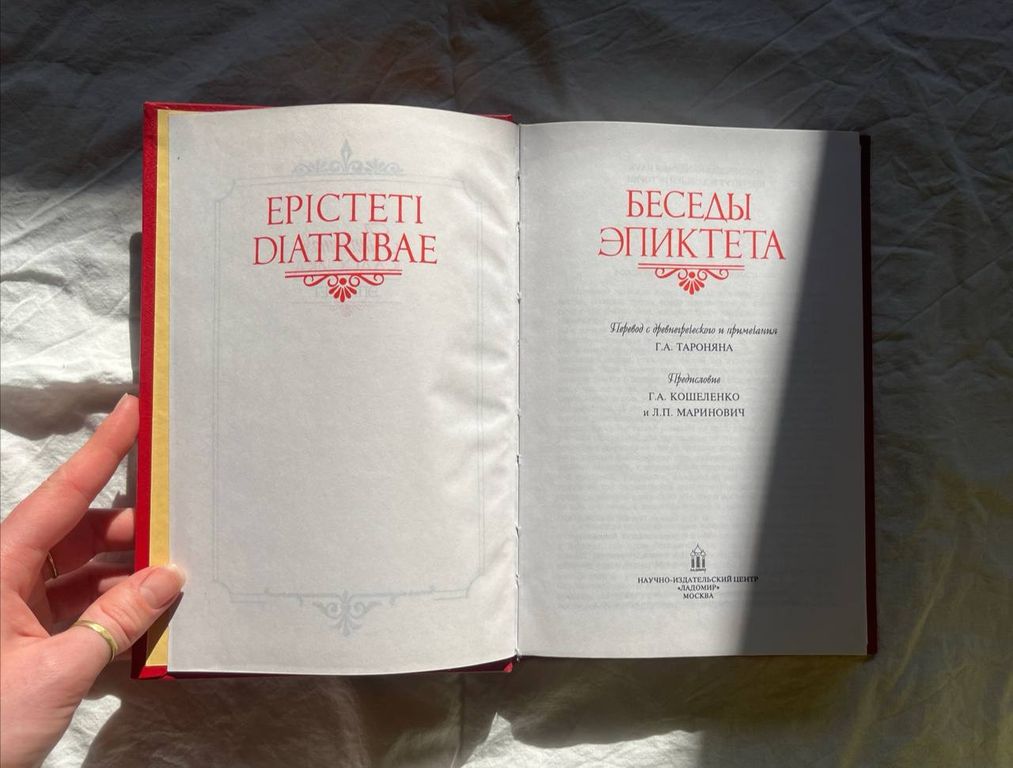 EPICTETI
DIATRIBAE
БЕСЕДЫ
ЭПИКТЕТА
Перевод с древнегреческого и примечания
Г.А. ТАРОНЯНА
Предисловие
Г.А. КОШЕЛЕНКО
и Л.П. МАРИНОВИЧ
НАУЧНО-ИЗДАТЕЛЬСКИЙ ЦЕНТР
«ЛАДОМИР»
МОСКВА